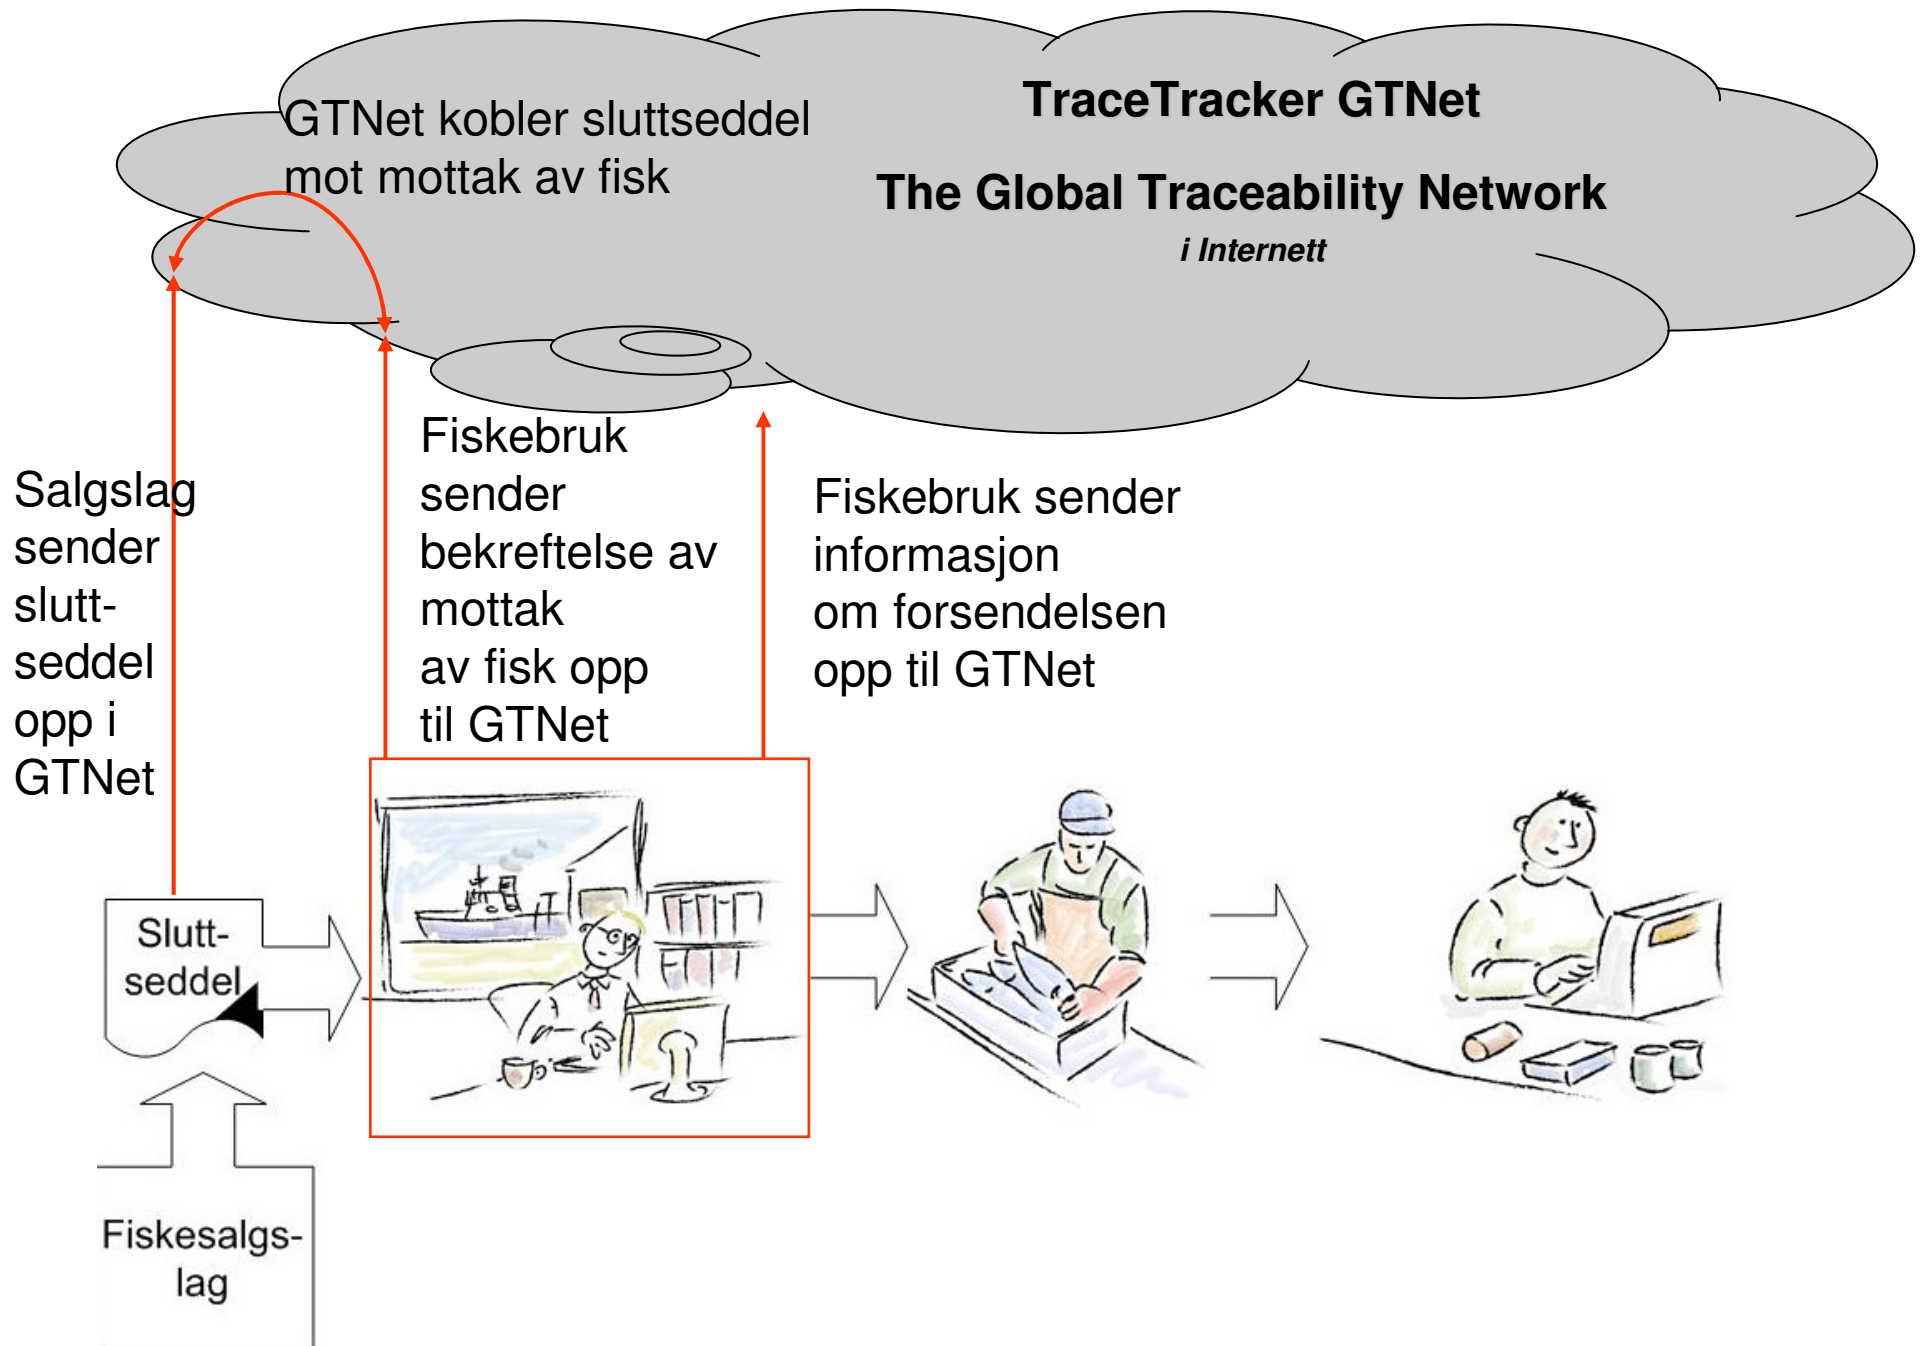 GTNet kobler sluttseddel
mot mottak av fisk
TraceTracker GTNet
The Global Traceability Network
i Internett
Salgslag
sender
slutt-
seddel
opp i
GTNet
Fiskebruk
sender
bekreftelse av
mottak
av fisk opp
til GTNet
Fiskebruk sender
informasjon
om forsendelsen
opp til GTNet
Slutt-
seddel
Fiskesalgs-
lag